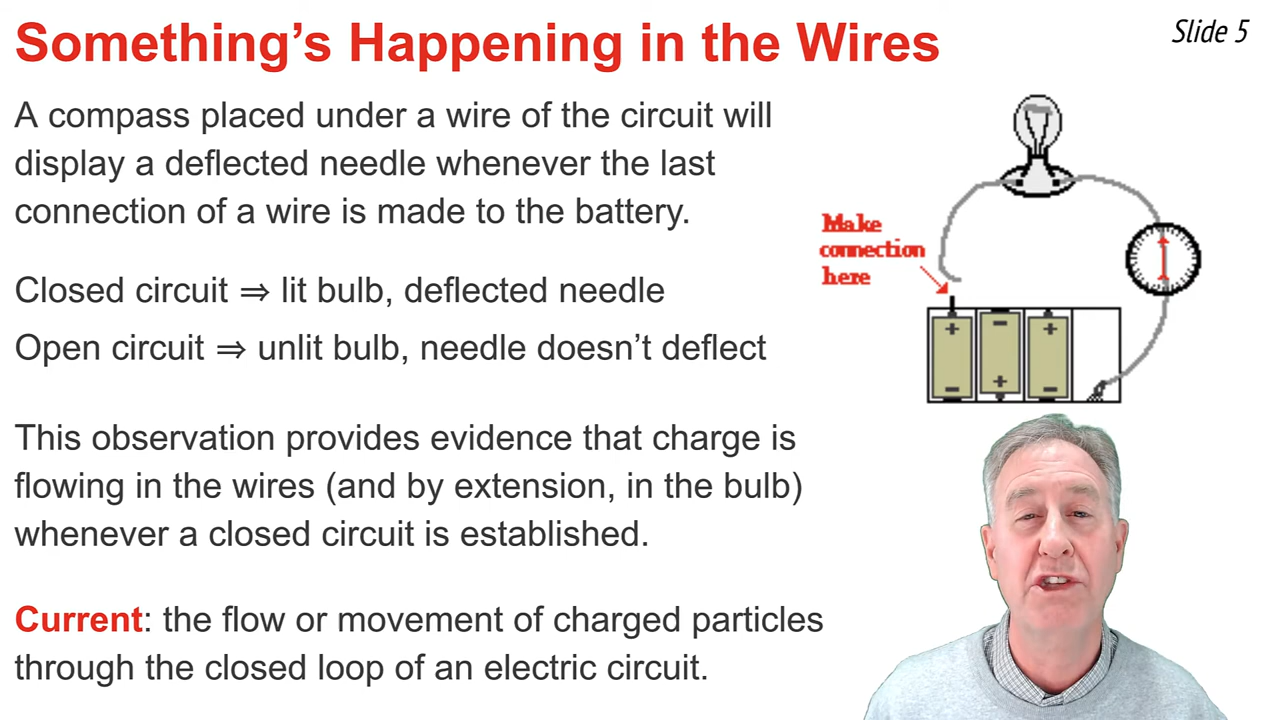 Something’s Happening in the Wires
Slide 5
A compass placed under a wire of the circuit will
display a deflected needle whenever the last
connection of a wire is made to the battery.
Make
connection
here
Closed circuit ⇒ lit bulb, deflected needle
Open circuit ⇒ unlit bulb, needle doesn’t deflect
+ − +
− + −
This observation provides evidence that charge is
flowing in the wires (and by extension, in the bulb)
whenever a closed circuit is established.
Current: the flow or movement of charged particles
through the closed loop of an electric circuit.